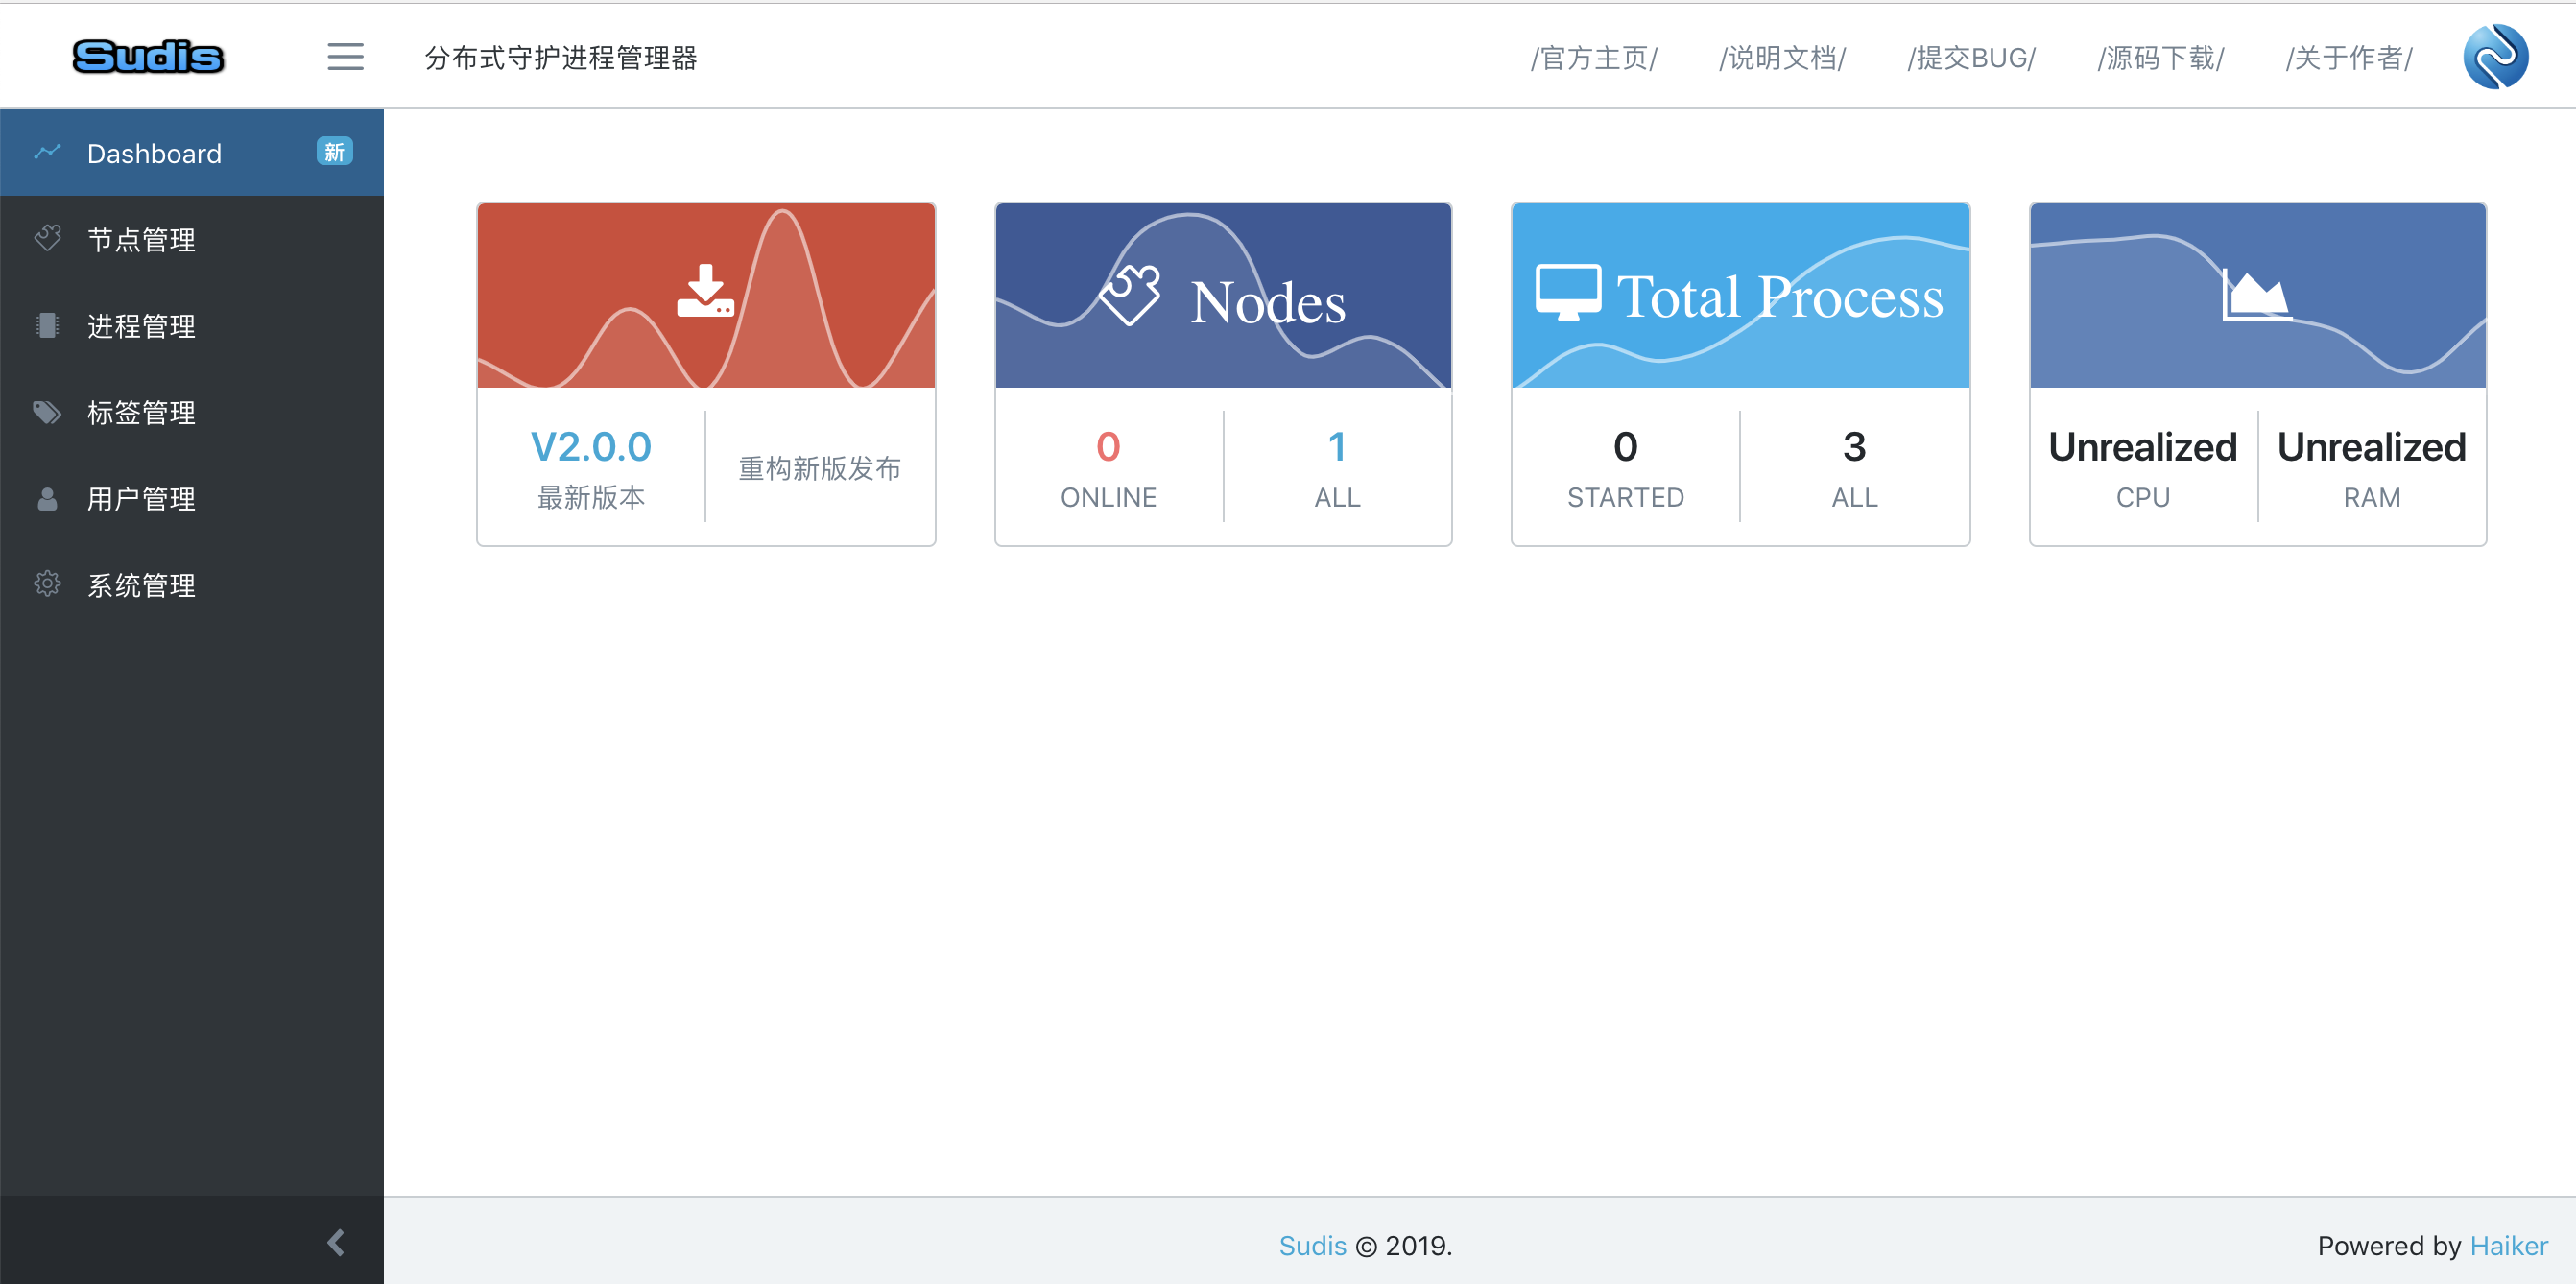 Sudis
分布式守护进程管理器
/官方主页/
/说明文档/
/提交BUG/
/源码下载/
/关于作者/
Dashboard 新
节点管理
进程管理
标签管理
用户管理
系统管理
V2.0.0
最新版本
重构新版发布
Nodes
0
ONLINE
1
ALL
Total Process
0
STARTED
3
ALL
Unrealized
CPU
Unrealized
RAM
Sudis © 2019.
Powered by Haiker